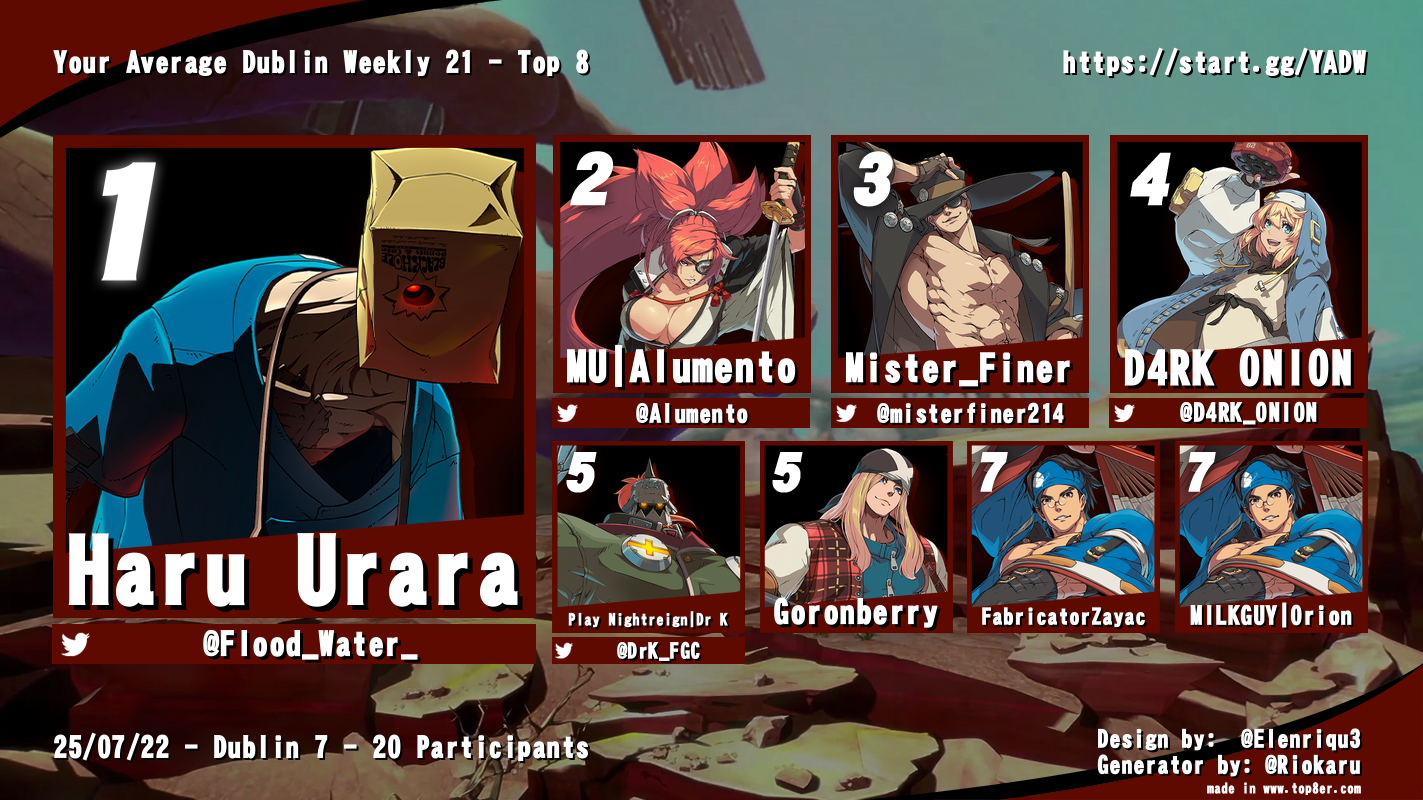 Your Average Dublin Weekly 21 - Top 8
https://start.gg/YADW
1
Haru Urara
@Flood_Water_
2
MU|Alumento
@Alumento
3
Mister_Finer
@misterfiner214
4
D4RK ONION
@D4RK_ONION
5
Play Nightreign|Dr K
@DrK_FGC
5
Goronberry
7
FabricatorZayac
7
MILKGUY|Orion
25/07/22 - Dublin 7 - 20 Participants
Design by: @Elenriqu3
Generator by: @Riokaru
made in www.top8er.com